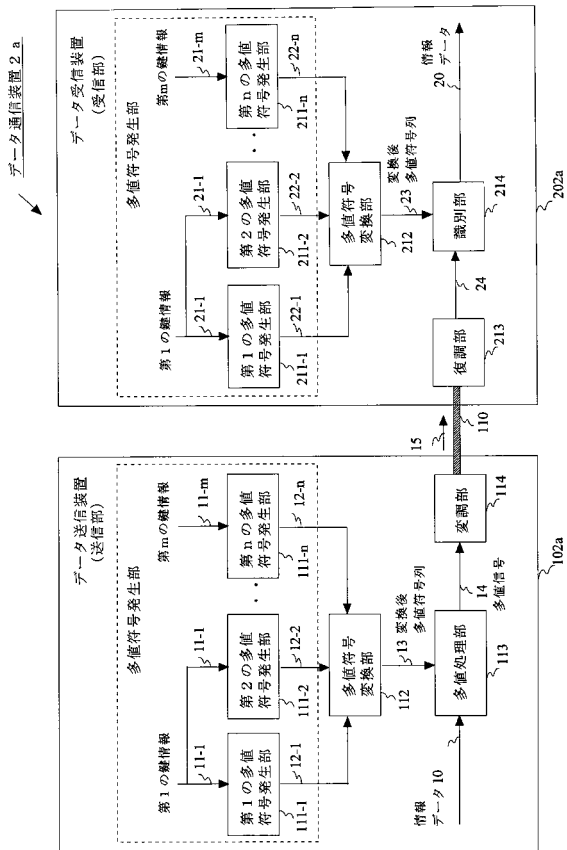 データ通信装置2a
データ送信装置
(送信部)
多値符号発生部
第1の鍵情報
第mの鍵情報
11-1
11-1
11-m
第1の多値
符号発生部
第2の多値
符号発生部
・・
第nの多値
符号発生部
111-1
111-2
111-n
12-1
12-2
12-n
多値符号
変換部
112
13
変換後
多値符号列
情報
データ10
多値処理部
113
14
多値信号
変調部
114
102a
15
110
データ受信装置
(受信部)
多値符号発生部
第1の鍵情報
第mの鍵情報
21-1
21-1
21-m
第1の多値
符号発生部
第2の多値
符号発生部
・・
第nの多値
符号発生部
211-1
211-2
211-n
22-1
22-2
22-n
多値符号
変換部
212
変換後
多値符号列
23
復調部
213
24
識別部
214
情報
データ
20
202a